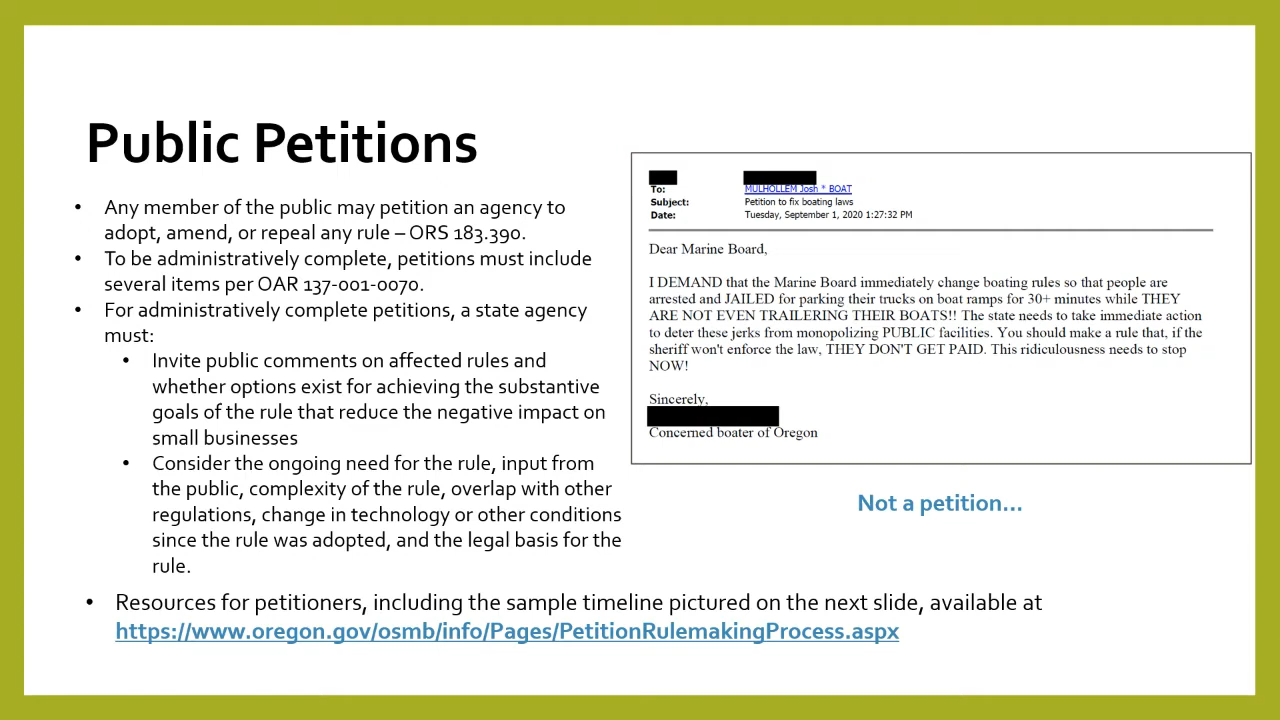 Public Petitions
• Any member of the public may petition an agency to
adopt, amend, or repeal any rule – ORS 183.390.
• To be administratively complete, petitions must include
several items per OAR 137-001-0070.
• For administratively complete petitions, a state agency
must:
• Invite public comments on affected rules and
whether options exist for achieving the substantive
goals of the rule that reduce the negative impact on
small businesses
• Consider the ongoing need for the rule, input from
the public, complexity of the rule, overlap with other
regulations, change in technology or other conditions
since the rule was adopted, and the legal basis for the
rule.
To: MULHOLLEM Josh * BOAT
Subject: Petition to fix boating laws
Date: Tuesday, September 1, 2020 1:27:32 PM
Dear Marine Board,
I DEMAND that the Marine Board immediately change boating rules so that people are
arrested and JAILED for parking their trucks on boat ramps for 30+ minutes while THEY
ARE NOT EVEN TRAILERING THEIR BOATS!! The state needs to take immediate action
to deter these jerks from monopolizing PUBLIC facilities. You should make a rule that, if the
sheriff won't enforce the law, THEY DON'T GET PAID. This ridiculousness needs to stop
NOW!
Sincerely,
Concerned boater of Oregon
Not a petition...
• Resources for petitioners, including the sample timeline pictured on the next slide, available at
https://www.oregon.gov/osmb/info/Pages/PetitionRulemakingProcess.aspx